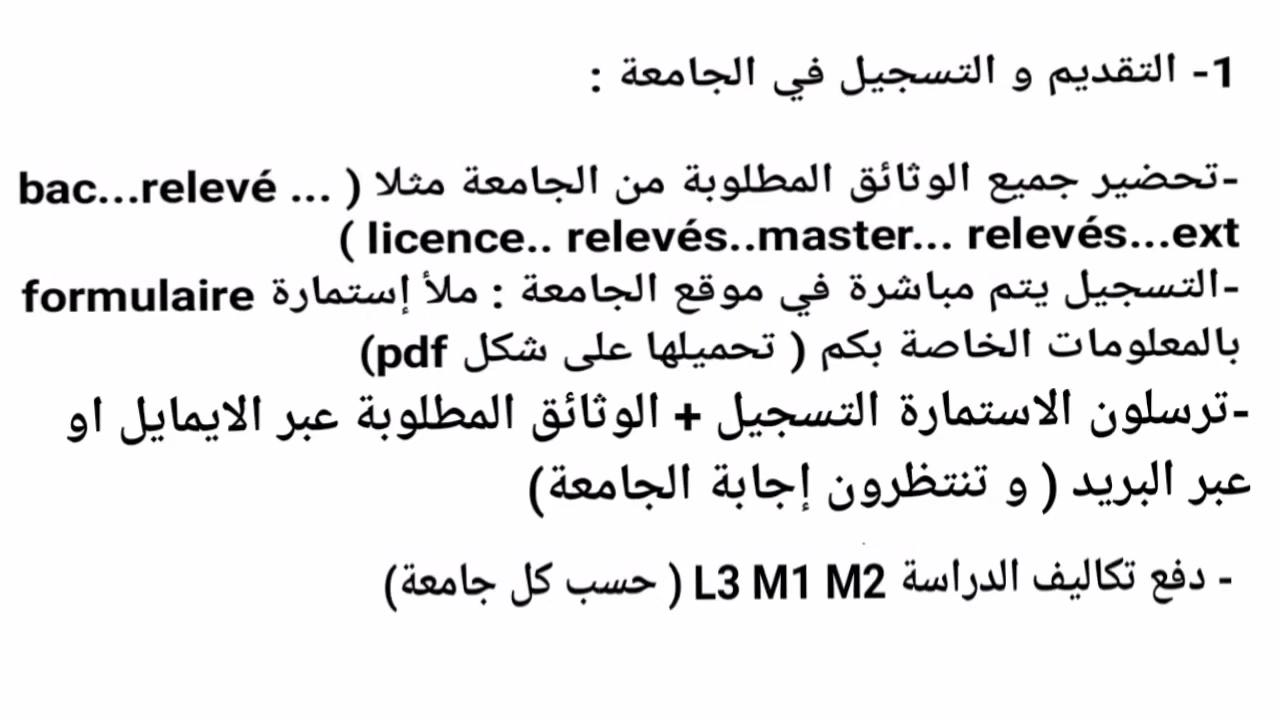 1- التقديم و التسجيل في الجامعة :
-تحضير جميع الوثائق المطلوبة من الجامعة مثلا ( bac...relevé ...
licence.. relevés..master... relevés...ext )
-التسجيل يتم مباشرة في موقع الجامعة : ملأ إستمارة formulaire
بالمعلومات الخاصة بكم ( تحميلها على شكل pdf)
-ترسلون الاستمارة التسجيل + الوثائق المطلوبة عبر الايمايل او
عبر البريد ( و تنتظرون إجابة الجامعة)
- دفع تكاليف الدراسة L3 M1 M2 ( حسب كل جامعة)